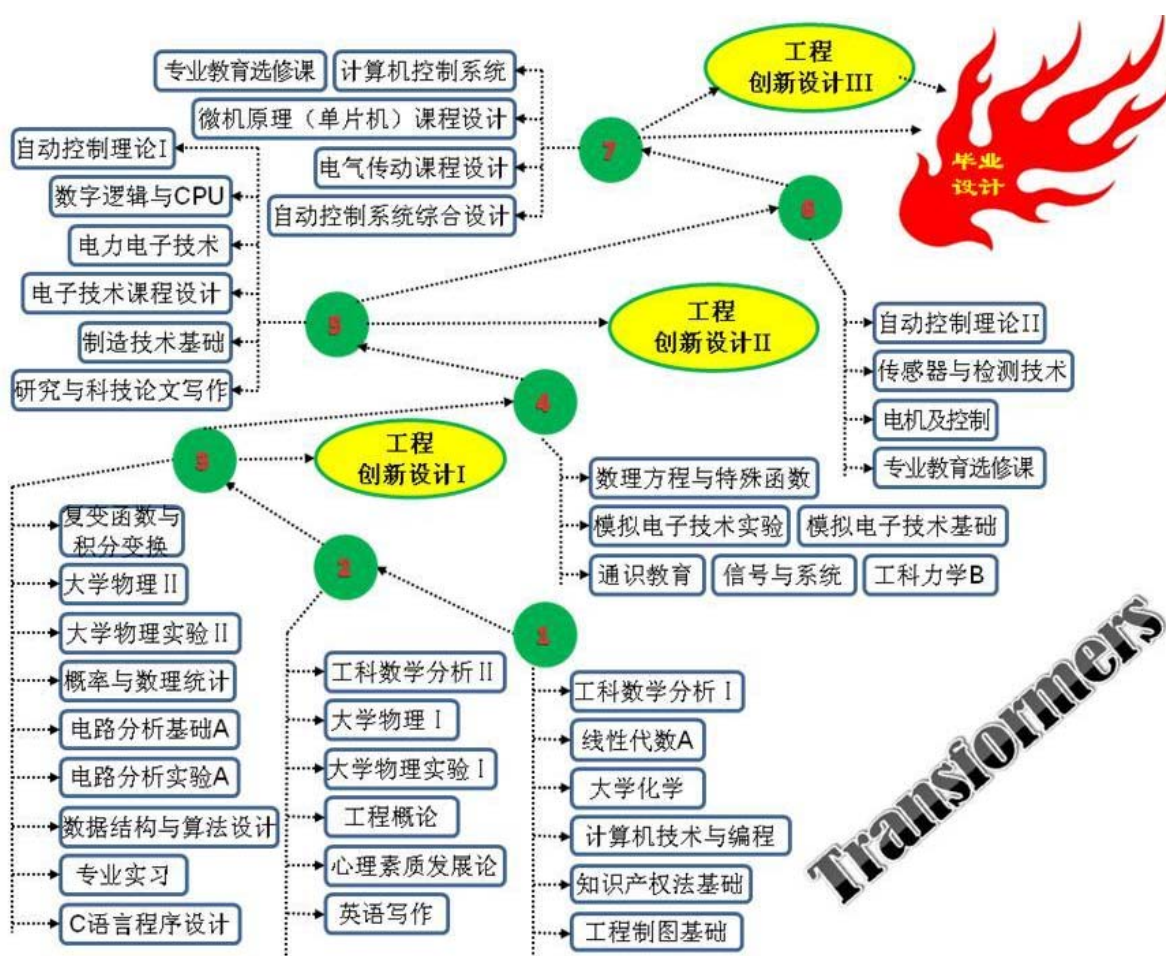 工程
创新设计III
专业教育选修课
计算机控制系统
微机原理（单片机）课程设计
电气传动课程设计
自动控制系统综合设计
7
毕业
设计
6
自动控制理论I
数字逻辑与CPU
电力电子技术
电子技术课程设计
制造技术基础
研究与科技论文写作
5
工程
创新设计II
自动控制理论II
传感器与检测技术
电机及控制
专业教育选修课
4
数理方程与特殊函数
模拟电子技术实验
模拟电子技术基础
通识教育
信号与系统
工科力学B
3
工程
创新设计I
复变函数与
积分变换
大学物理Ⅱ
大学物理实验Ⅱ
概率与数理统计
电路分析基础A
电路分析实验A
数据结构与算法设计
专业实习
C语言程序设计
2
工科数学分析Ⅱ
大学物理Ⅰ
大学物理实验Ⅰ
工程概论
心理素质发展论
英语写作
1
工科数学分析Ⅰ
线性代数A
大学化学
计算机技术与编程
知识产权法基础
工程制图基础
Transformers